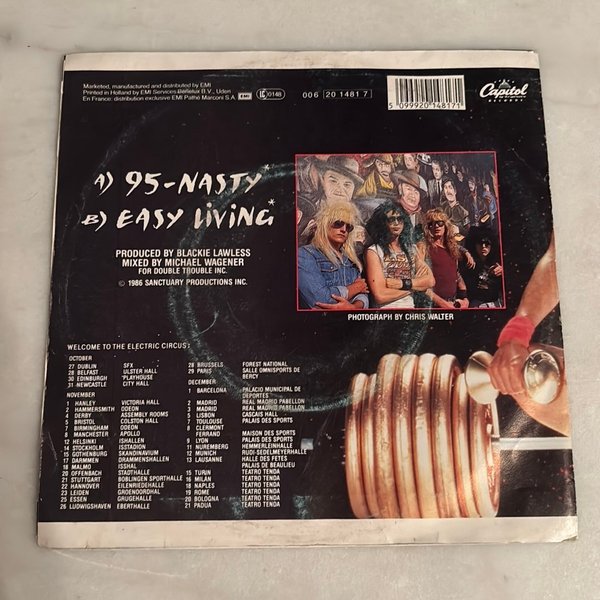 Marketed, manufactured and distributed by EMI
Printed in Holland by EMI Services Benelux B.V., Uden
En France: distribution exclusive EMI Pathé Marconi S.A.
EMI
0148
006 20 1481 7
5 099920 148171
Capitol
RECORDS
A) 95-NASTY*
B) EASY LIVING*
PRODUCED BY BLACKIE LAWLESS
MIXED BY MICHAEL WAGENER
FOR DOUBLE TROUBLE INC.
© 1986 SANCTUARY PRODUCTIONS INC.
PHOTOGRAPH BY CHRIS WALTER
WELCOME TO THE ELECTRIC CIRCUS:
OCTOBER
27 DUBLIN SFX
28 BELFAST ULSTER HALL
30 EDINBURGH PLAYHOUSE
31 NEWCASTLE CITY HALL
NOVEMBER
1 HANLEY VICTORIA HALL
2 HAMMERSMITH ODEON
4 DERBY ASSEMBLY ROOMS
5 BRISTOL COLSTON HALL
7 BIRMINGHAM ODEON
8 MANCHESTER APOLLO
12 HELSINKI ISHALLEN
14 STOCKHOLM ISSTADION
15 GOTHENBURG SKANDINAVIUM
17 DARMMEN DRAMMENSHALLEN
18 MALMO ISSHAL
20 OFFENBACH STADTHALLE
21 STUTTGART BOBLINGEN SPORTHALLE
22 HANNOVER EILENRIEDEHALLE
23 LEIDEN GROENOORDHAL
25 ESSEN GRUGEHALLE
26 LUDWIGSHAVEN EBERTHALLE
28 BRUSSELS FOREST NATIONAL
29 PARIS SALLE OMNISPORTS DE
BERCY
DECEMBER
1 BARCELONA PALACIO MUNICIPAL DE
DEPORTES
2 MADRID REAL MADRID PABELLON
3 MADRID REAL MADRID PABELLON
5 LISBON CASCAIS HALL
7 TOULOUSE PALAIS DES SPORTS
8 CLERMONT
FERRAND MAISON DES SPORTS
9 LYON PALAIS DES SPORTS
11 NUREMBERG HEMMERLEINHALLE
12 MUNICH RUDI-SEDELMEYERHALLE
13 LAUSANNE HALLE DES FETES
PALAIS DE BEAULIEU
15 TURIN TEATRO TENDA
16 MILAN TEATRO TENDA
18 NAPLES TEATRO TENDA
19 ROME TEATRO TENDA
20 BOLOGNA TEATRO TENDA
21 PADUA TEATRO TENDA